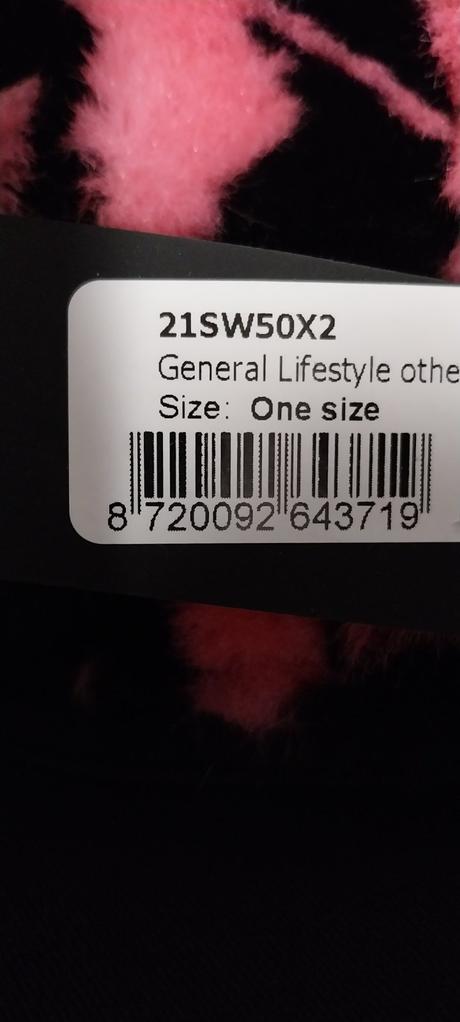 21SW50X2
General Lifestyle othe
Size: One size
8 720092 643719